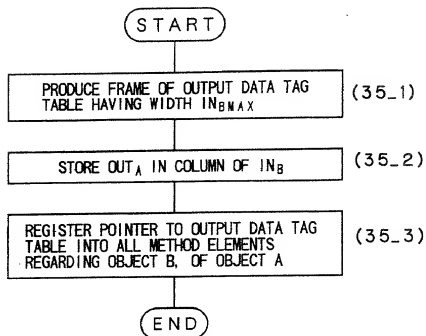 START
PRODUCE FRAME OF OUTPUT DATA TAG
TABLE HAVING WIDTH IN_BMAX
(35_1)
STORE OUT_A IN COLUMN OF IN_B
(35_2)
REGISTER POINTER TO OUTPUT DATA TAG
TABLE INTO ALL METHOD ELEMENTS
REGARDING OBJECT B, OF OBJECT A
(35_3)
END